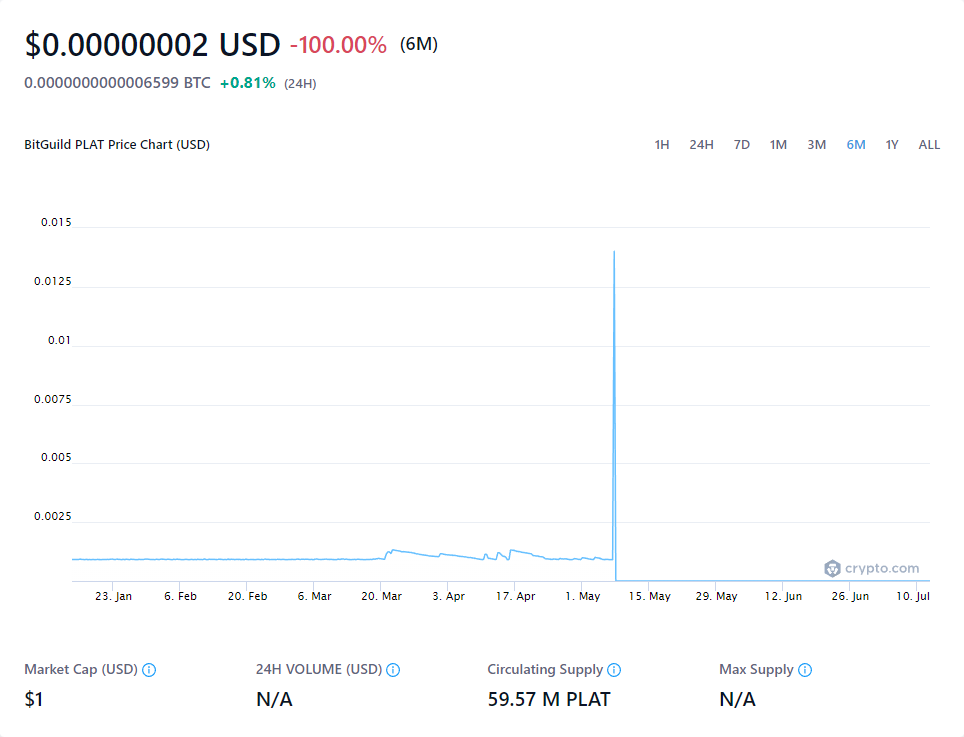 $0.00000002 USD -100.00% (6M)
0.0000000000006599 BTC +0.81% (24H)
BitGuild PLAT Price Chart (USD) 1H 24H 7D 1M 3M 6M 1Y ALL
0.015
0.0125
0.01
0.0075
0.005
0.0025
crypto.com
23. Jan 6. Feb 20. Feb 6. Mar 20. Mar 3. Apr 17. Apr 1. May 15. May 29. May 12. Jun 26. Jun 10. Jul
Market Cap (USD) 24H VOLUME (USD) Circulating Supply Max Supply
$1 N/A 59.57 M PLAT N/A